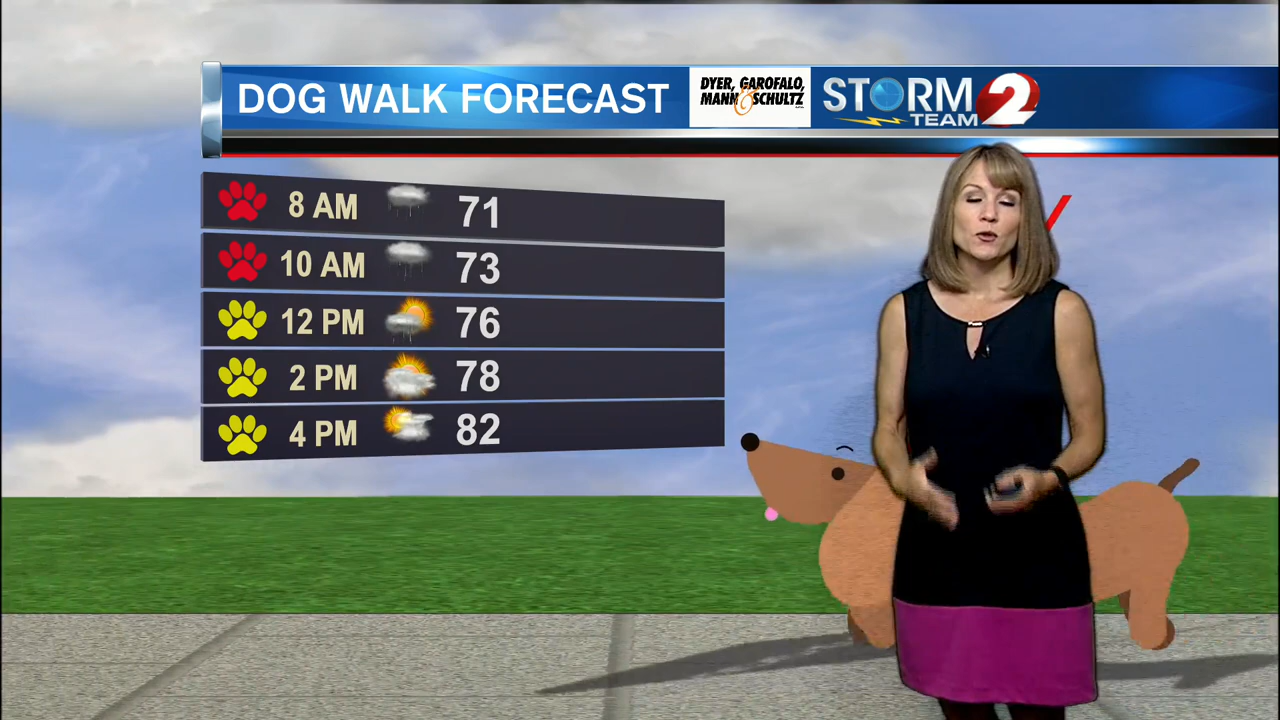 DOG WALK FORECAST
DYER, GAROFALO,
MANN & SCHULTZ
STORM
TEAM 2
8 AM 71
10 AM 73
12 PM 76
2 PM 78
4 PM 82